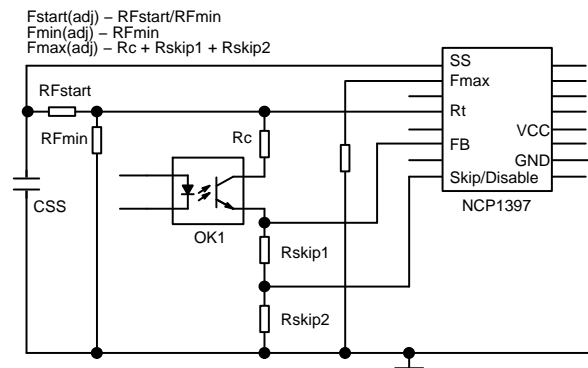 Fstart(adj) – RFstart/RFmin
Fmin(adj) – RFmin
Fmax(adj) – Rc + Rskip1 + Rskip2
SS
Fmax
RFstart
Rt
RFmin
Rc
VCC
FB
GND
Skip/Disable
CSS
NCP1397
OK1
Rskip1
Rskip2